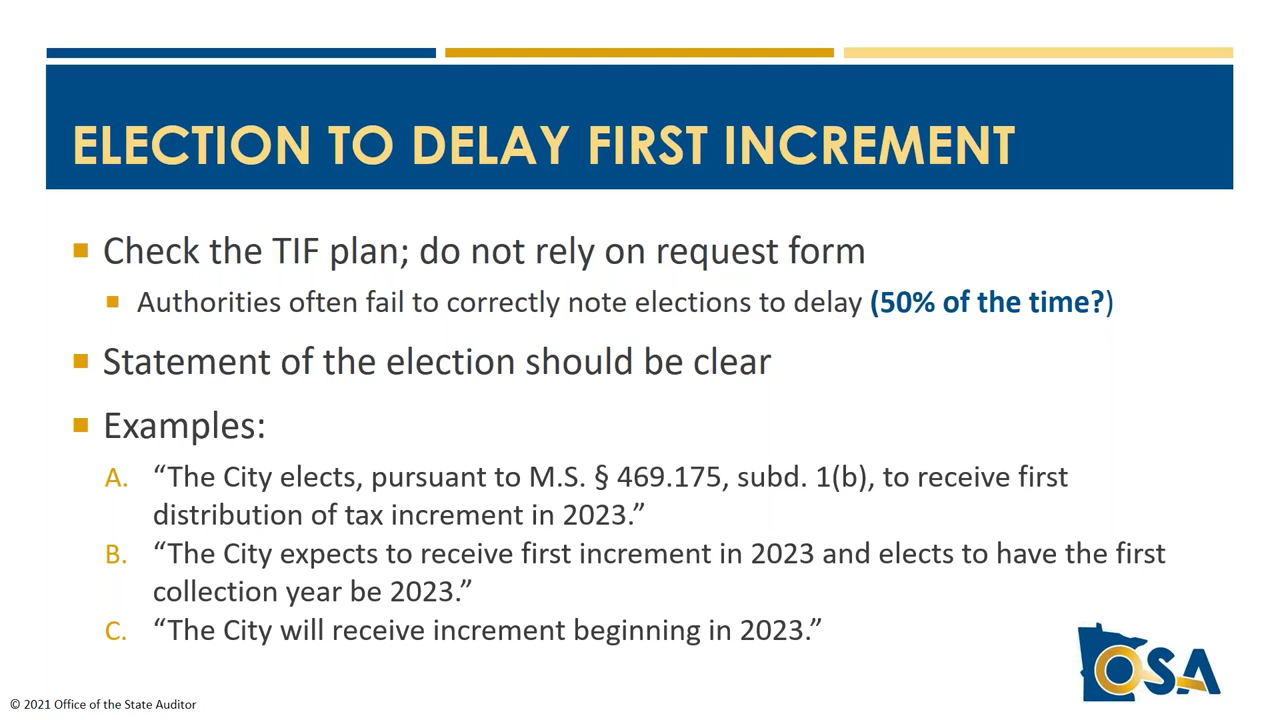 ELECTION TO DELAY FIRST INCREMENT
Check the TIF plan; do not rely on request form
Authorities often fail to correctly note elections to delay (50% of the time?)
Statement of the election should be clear
Examples:
A. “The City elects, pursuant to M.S. § 469.175, subd. 1(b), to receive first
distribution of tax increment in 2023.”
B. “The City expects to receive first increment in 2023 and elects to have the first
collection year be 2023.”
C. “The City will receive increment beginning in 2023.”
OSA
© 2021 Office of the State Auditor